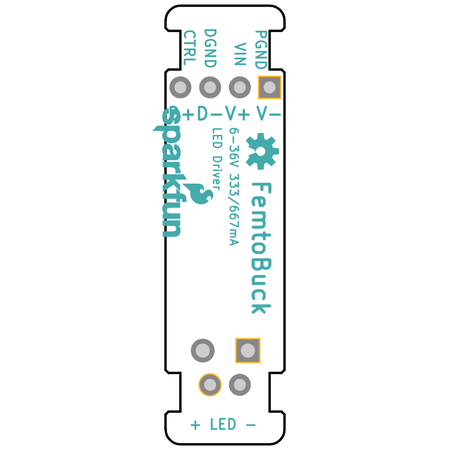 CTRL
DGND
VIN
PGND
D+D-V+ V-
sparkfun
LED Driver
6-36V 333/667mA
FemtoBuck
+ LED -